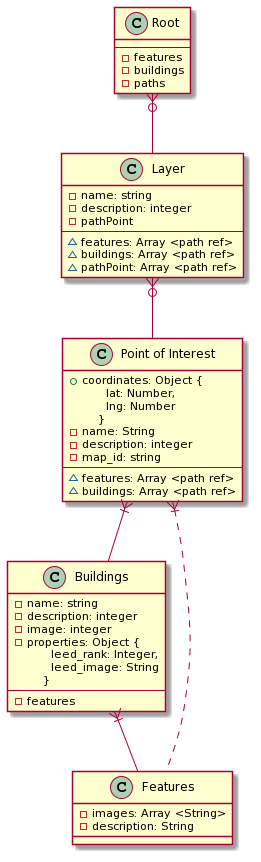 C Root
features
buildings
paths
C Layer
name: string
description: integer
pathPoint
features: Array <path ref>
buildings: Array <path ref>
pathPoint: Array <path ref>
C Point of Interest
coordinates: Object {
lat: Number,
lng: Number
}
name: String
description: integer
map_id: string
features: Array <path ref>
buildings: Array <path ref>
C Buildings
name: string
description: integer
image: integer
properties: Object {
leed_rank: Integer,
leed_image: String
}
features
C Features
images: Array <String>
description: String